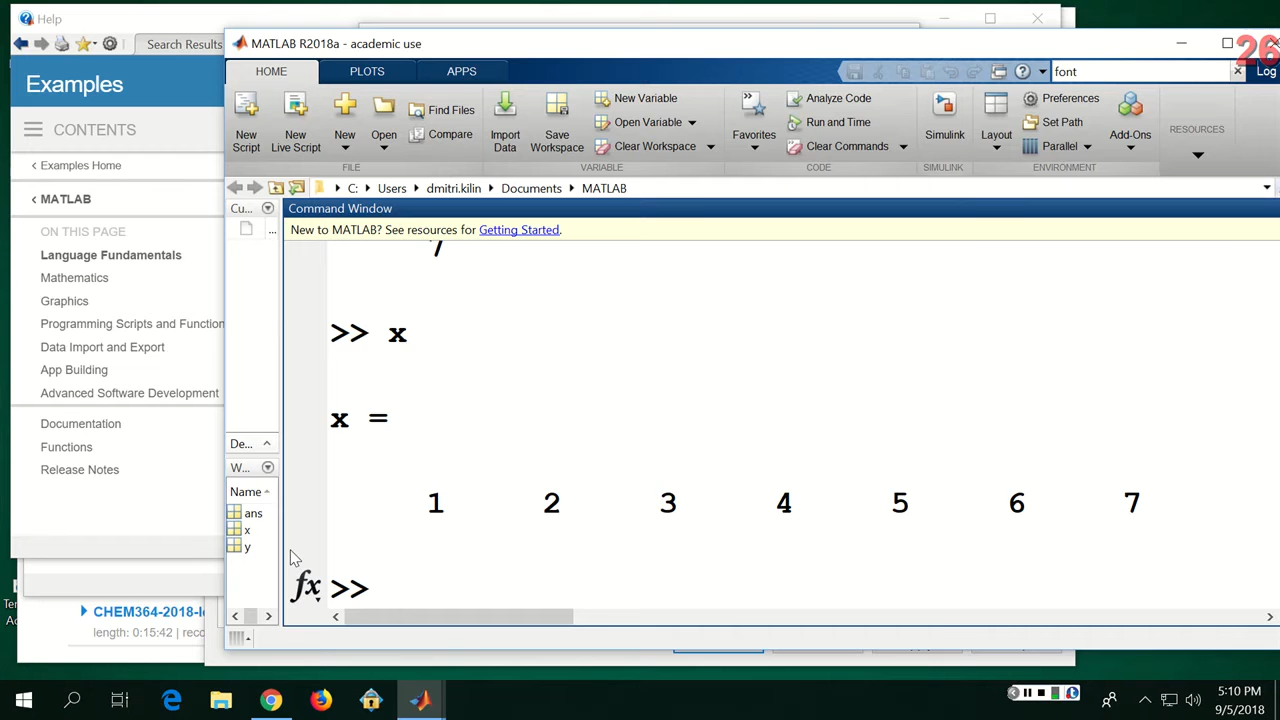 Help
Search Results
Examples
CONTENTS
Examples Home
MATLAB
ON THIS PAGE
Language Fundamentals
Mathematics
Graphics
Programming Scripts and Function
Data Import and Export
App Building
Advanced Software Development
Documentation
Functions
Release Notes
CHEM364-2018-l
length: 0:15:42 | reco
MATLAB R2018a - academic use
26
HOME PLOTS APPS
font
Log
New Script
New Live Script
New
Open
Find Files
Compare
FILE
Import Data
Save Workspace
New Variable
Open Variable
Clear Workspace
VARIABLE
Favorites
Analyze Code
Run and Time
Clear Commands
CODE
Simulink
SIMULINK
Layout
Preferences
Set Path
Parallel
Add-Ons
ENVIRONMENT
RESOURCES
C: Users dmitri.kilin Documents MATLAB
Cu...
...
De...
W...
Name
ans
x
y
Command Window
New to MATLAB? See resources for Getting Started.
7
>> x
x =
1 2 3 4 5 6 7
fx >>
5:10 PM
9/5/2018